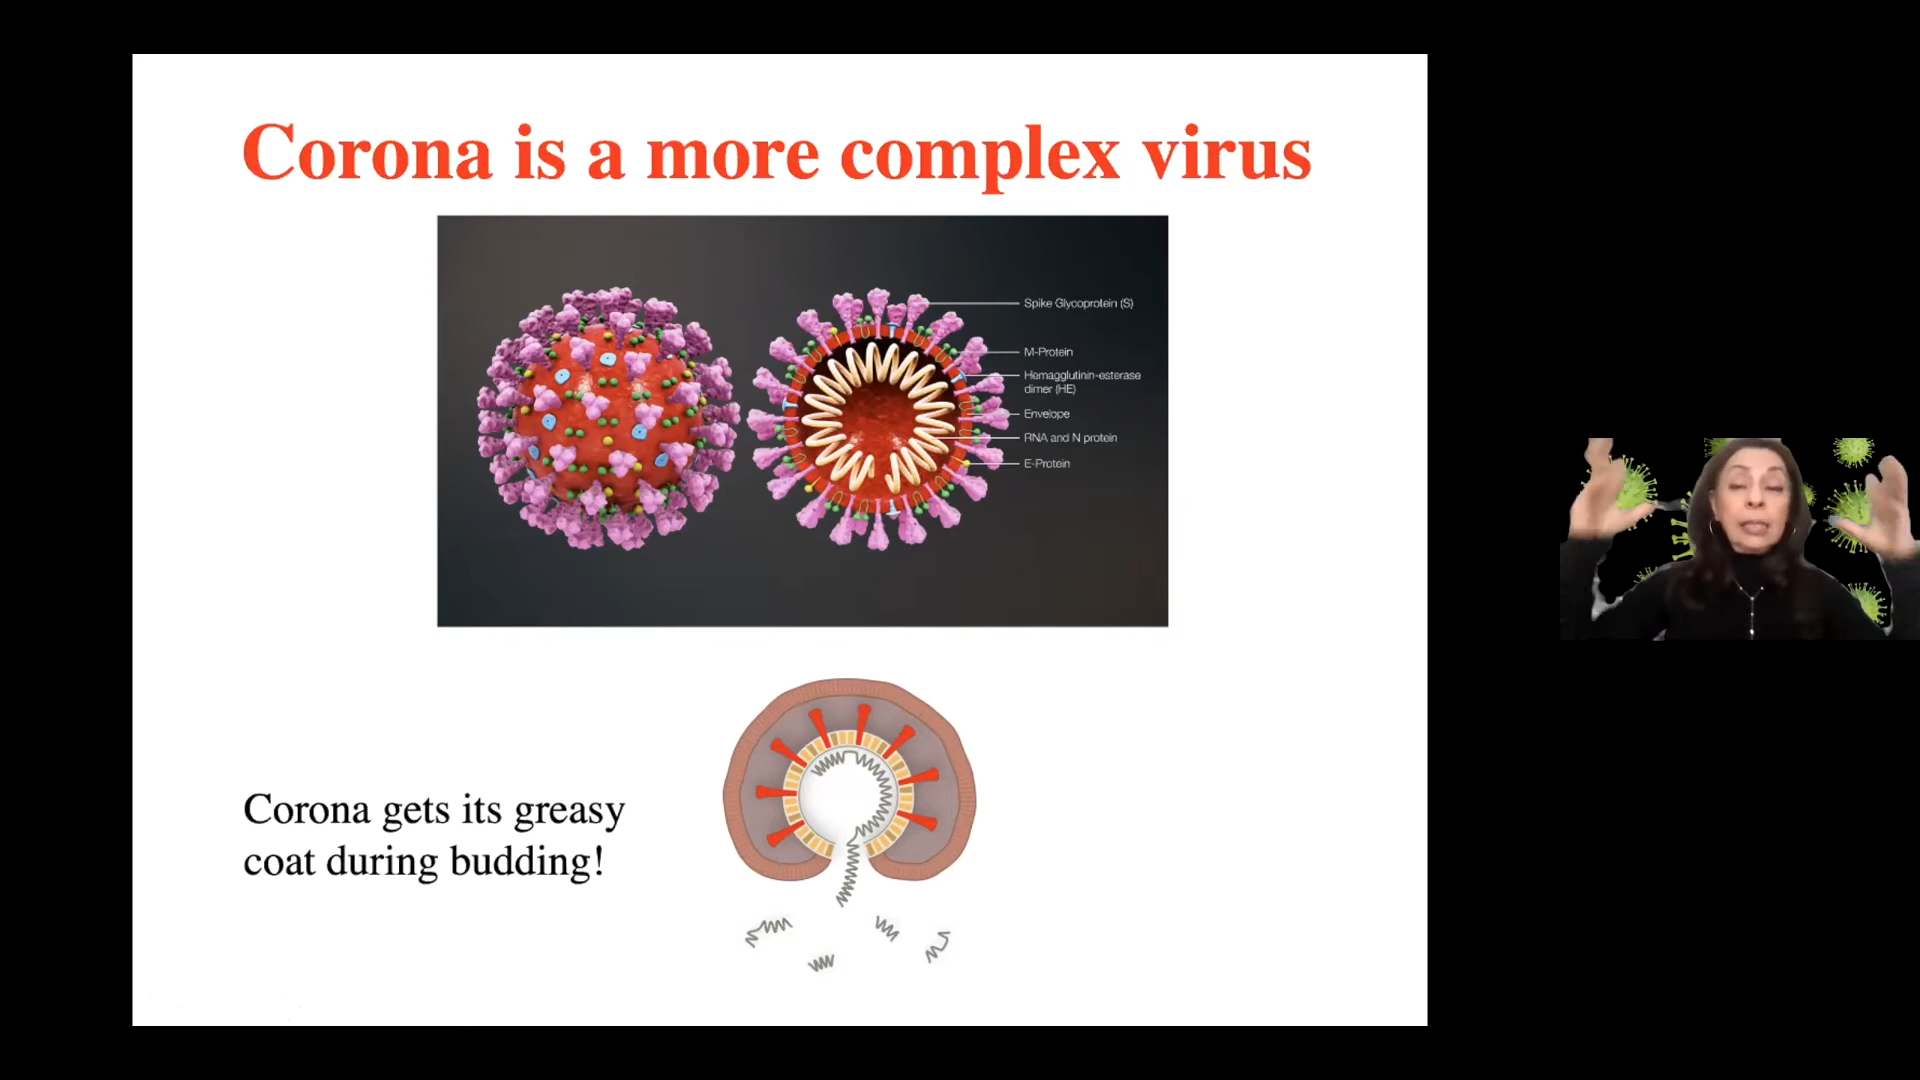 Corona is a more complex virus
Spike Glycoprotein (S)
M-Protein
Hemagglutinin-esterase
dimer (HE)
Envelope
RNA and N protein
E-Protein
Corona gets its greasy
coat during budding!